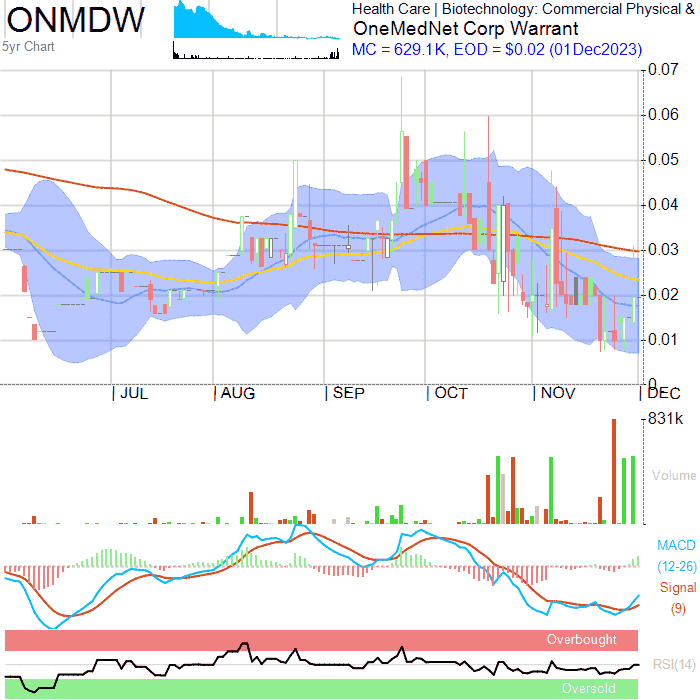 ONMDW
5yr Chart
Health Care | Biotechnology: Commercial Physical &
OneMedNet Corp Warrant
MC = 629.1K, EOD = $0.02 (01Dec2023)
0.07
0.06
0.05
0.04
0.03
0.02
0.01
0
JUL
AUG
SEP
OCT
NOV
DEC
831k
Volume
MACD
(12-26)
Signal
(9)
Overbought
RSI(14)
Oversold